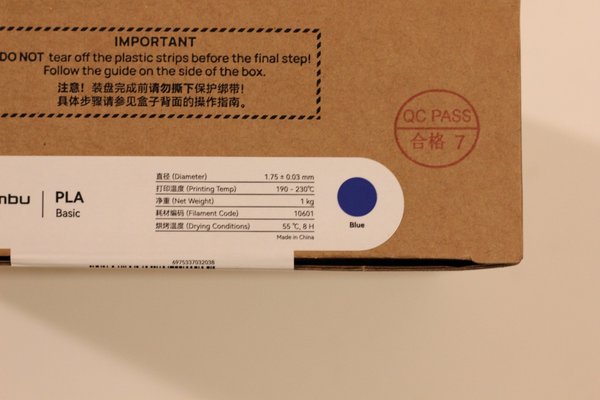 IMPORTANT
DO NOT tear off the plastic strips before the final step!
Follow the guide on the side of the box.
注意！装盘完成前请勿撕下保护绑带！
具体步骤请参见盒子背面的操作指南。
QC PASS
合格 7
mbu | PLA
Basic
直径 (Diameter) 1.75 ± 0.03 mm
打印温度 (Printing Temp) 190 - 230℃
净重 (Net Weight) 1 kg
耗材编码 (Filament Code) 10601
烘烤温度 (Drying Conditions) 55 ℃, 8 H
Made in China
Blue
6975337032038